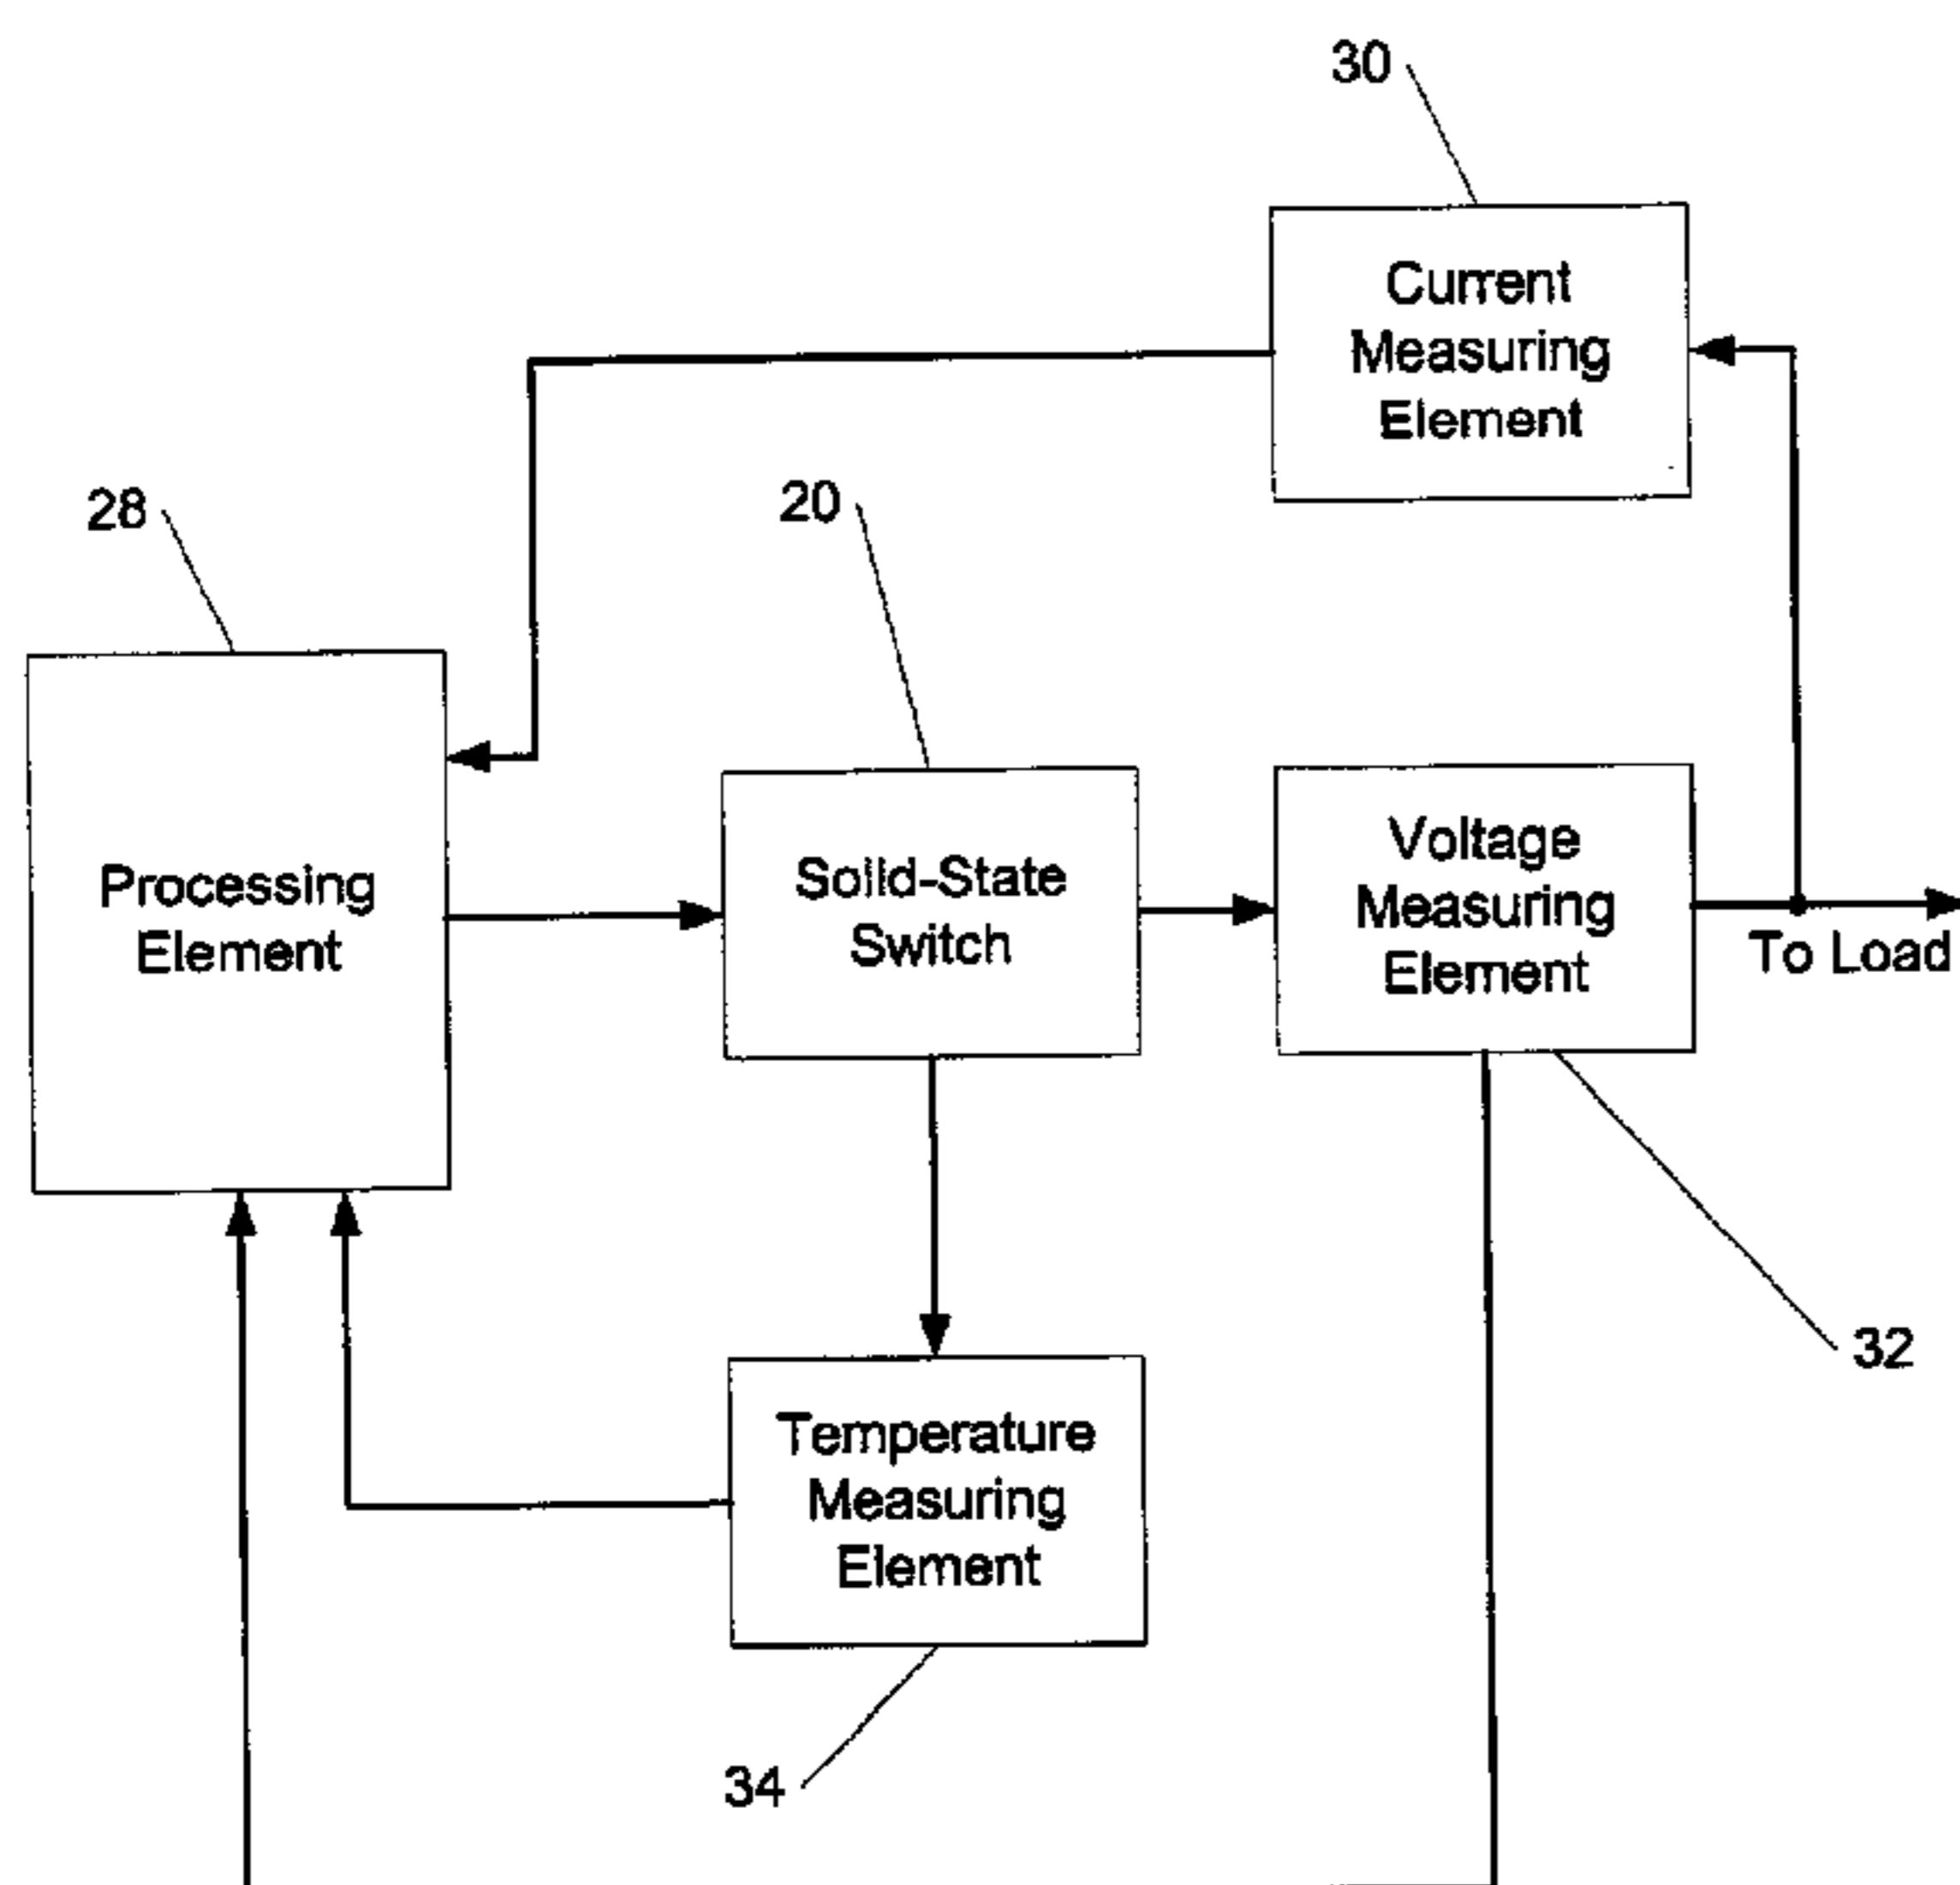 30
Current
Measuring
Element
28
20
Processing
Element
Solid-State
Switch
Voltage
Measuring
Element
To Load
32
Temperature
Measuring
Element
34